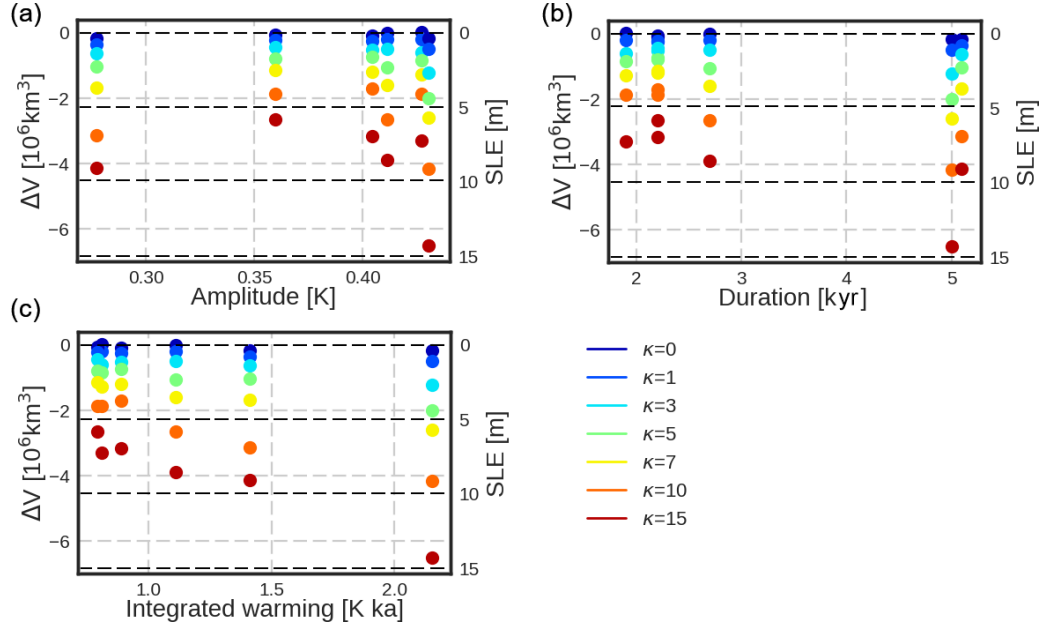 (a)
0
−2
−4
−6
ΔV [10⁶km³]
0.30
0.35
0.40
Amplitude [K]
0
5
10
15
SLE [m]
(b)
0
−2
−4
−6
ΔV [10⁶km³]
2
3
4
5
Duration [kyr]
0
5
10
15
SLE [m]
(c)
0
−2
−4
−6
ΔV [10⁶km³]
1.0
1.5
2.0
Integrated warming [K ka]
0
5
10
15
SLE [m]
κ=0
κ=1
κ=3
κ=5
κ=7
κ=10
κ=15